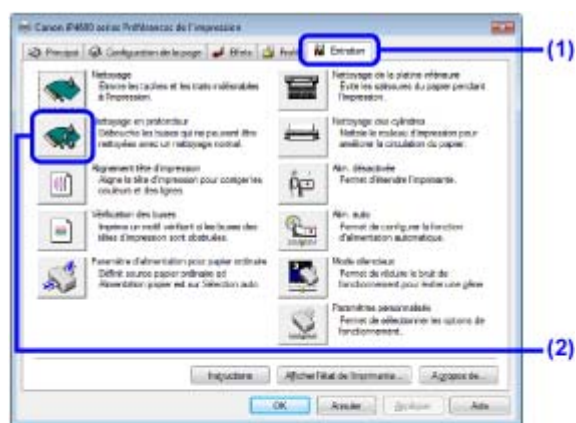 Canon iP4600 series Préférences de l'impression
Principal
Configuration de la page
Effets
Profils
Entretien
(1)
Nettoyage
Élimine les taches et les traits indésirables
à l'impression.
Nettoyage en profondeur
Débouche les buses qui ne peuvent être
nettoyées avec un nettoyage normal.
Alignement tête d'impression
Aligne la tête d'impression pour corriger les
couleurs et des lignes.
Vérification des buses
Imprime un motif vérifiant si les buses des
têtes d'impression sont obstruées.
Paramètre d'alimentation pour papier ordinaire
Définit source papier ordinaire qd
Alimentation papier est sur Sélection auto.
Nettoyage de la platine inférieure
Évite les salissures du papier pendant
l'impression.
Nettoyage des cylindres
Nettoie le rouleau d'impression pour
améliorer la circulation du papier.
Alim. désactivée
Permet d'éteindre l'imprimante.
Alim. auto
Permet de configurer la fonction
d'alimentation automatique.
Mode silencieux
Permet de réduire le bruit de
fonctionnement pour éviter une gêne
Paramètres personnalisés
Permet de sélectionner les options de
fonctionnement.
(2)
Instructions
Afficher l'état de l'imprimante...
A propos de...
OK
Annuler
Appliquer
Aide